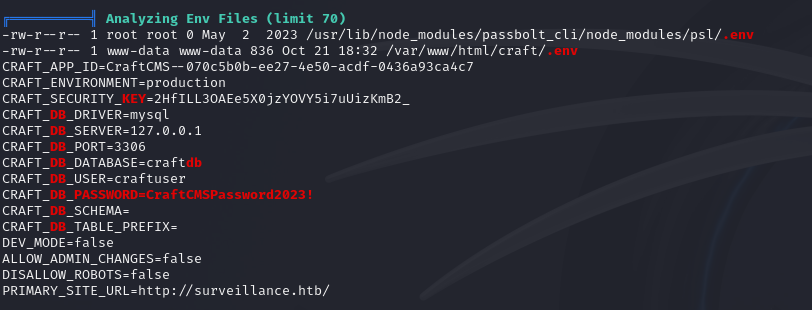 ╔══════════╣ Analyzing Env Files (limit 70)
-rw-r--r-- 1 root root 0 May  2  2023 /usr/lib/node_modules/passbolt_cli/node_modules/psl/.env
-rw-r--r-- 1 www-data www-data 836 Oct 21 18:32 /var/www/html/craft/.env
CRAFT_APP_ID=CraftCMS--070c5b0b-ee27-4e50-acdf-0436a93ca4c7
CRAFT_ENVIRONMENT=production
CRAFT_SECURITY_KEY=2HfILL3OAEe5X0jzYOVY5i7uUizKmB2_
CRAFT_DB_DRIVER=mysql
CRAFT_DB_SERVER=127.0.0.1
CRAFT_DB_PORT=3306
CRAFT_DB_DATABASE=craftdb
CRAFT_DB_USER=craftuser
CRAFT_DB_PASSWORD=CraftCMSPassword2023!
CRAFT_DB_SCHEMA=
CRAFT_DB_TABLE_PREFIX=
DEV_MODE=false
ALLOW_ADMIN_CHANGES=false
DISALLOW_ROBOTS=false
PRIMARY_SITE_URL=http://surveillance.htb/